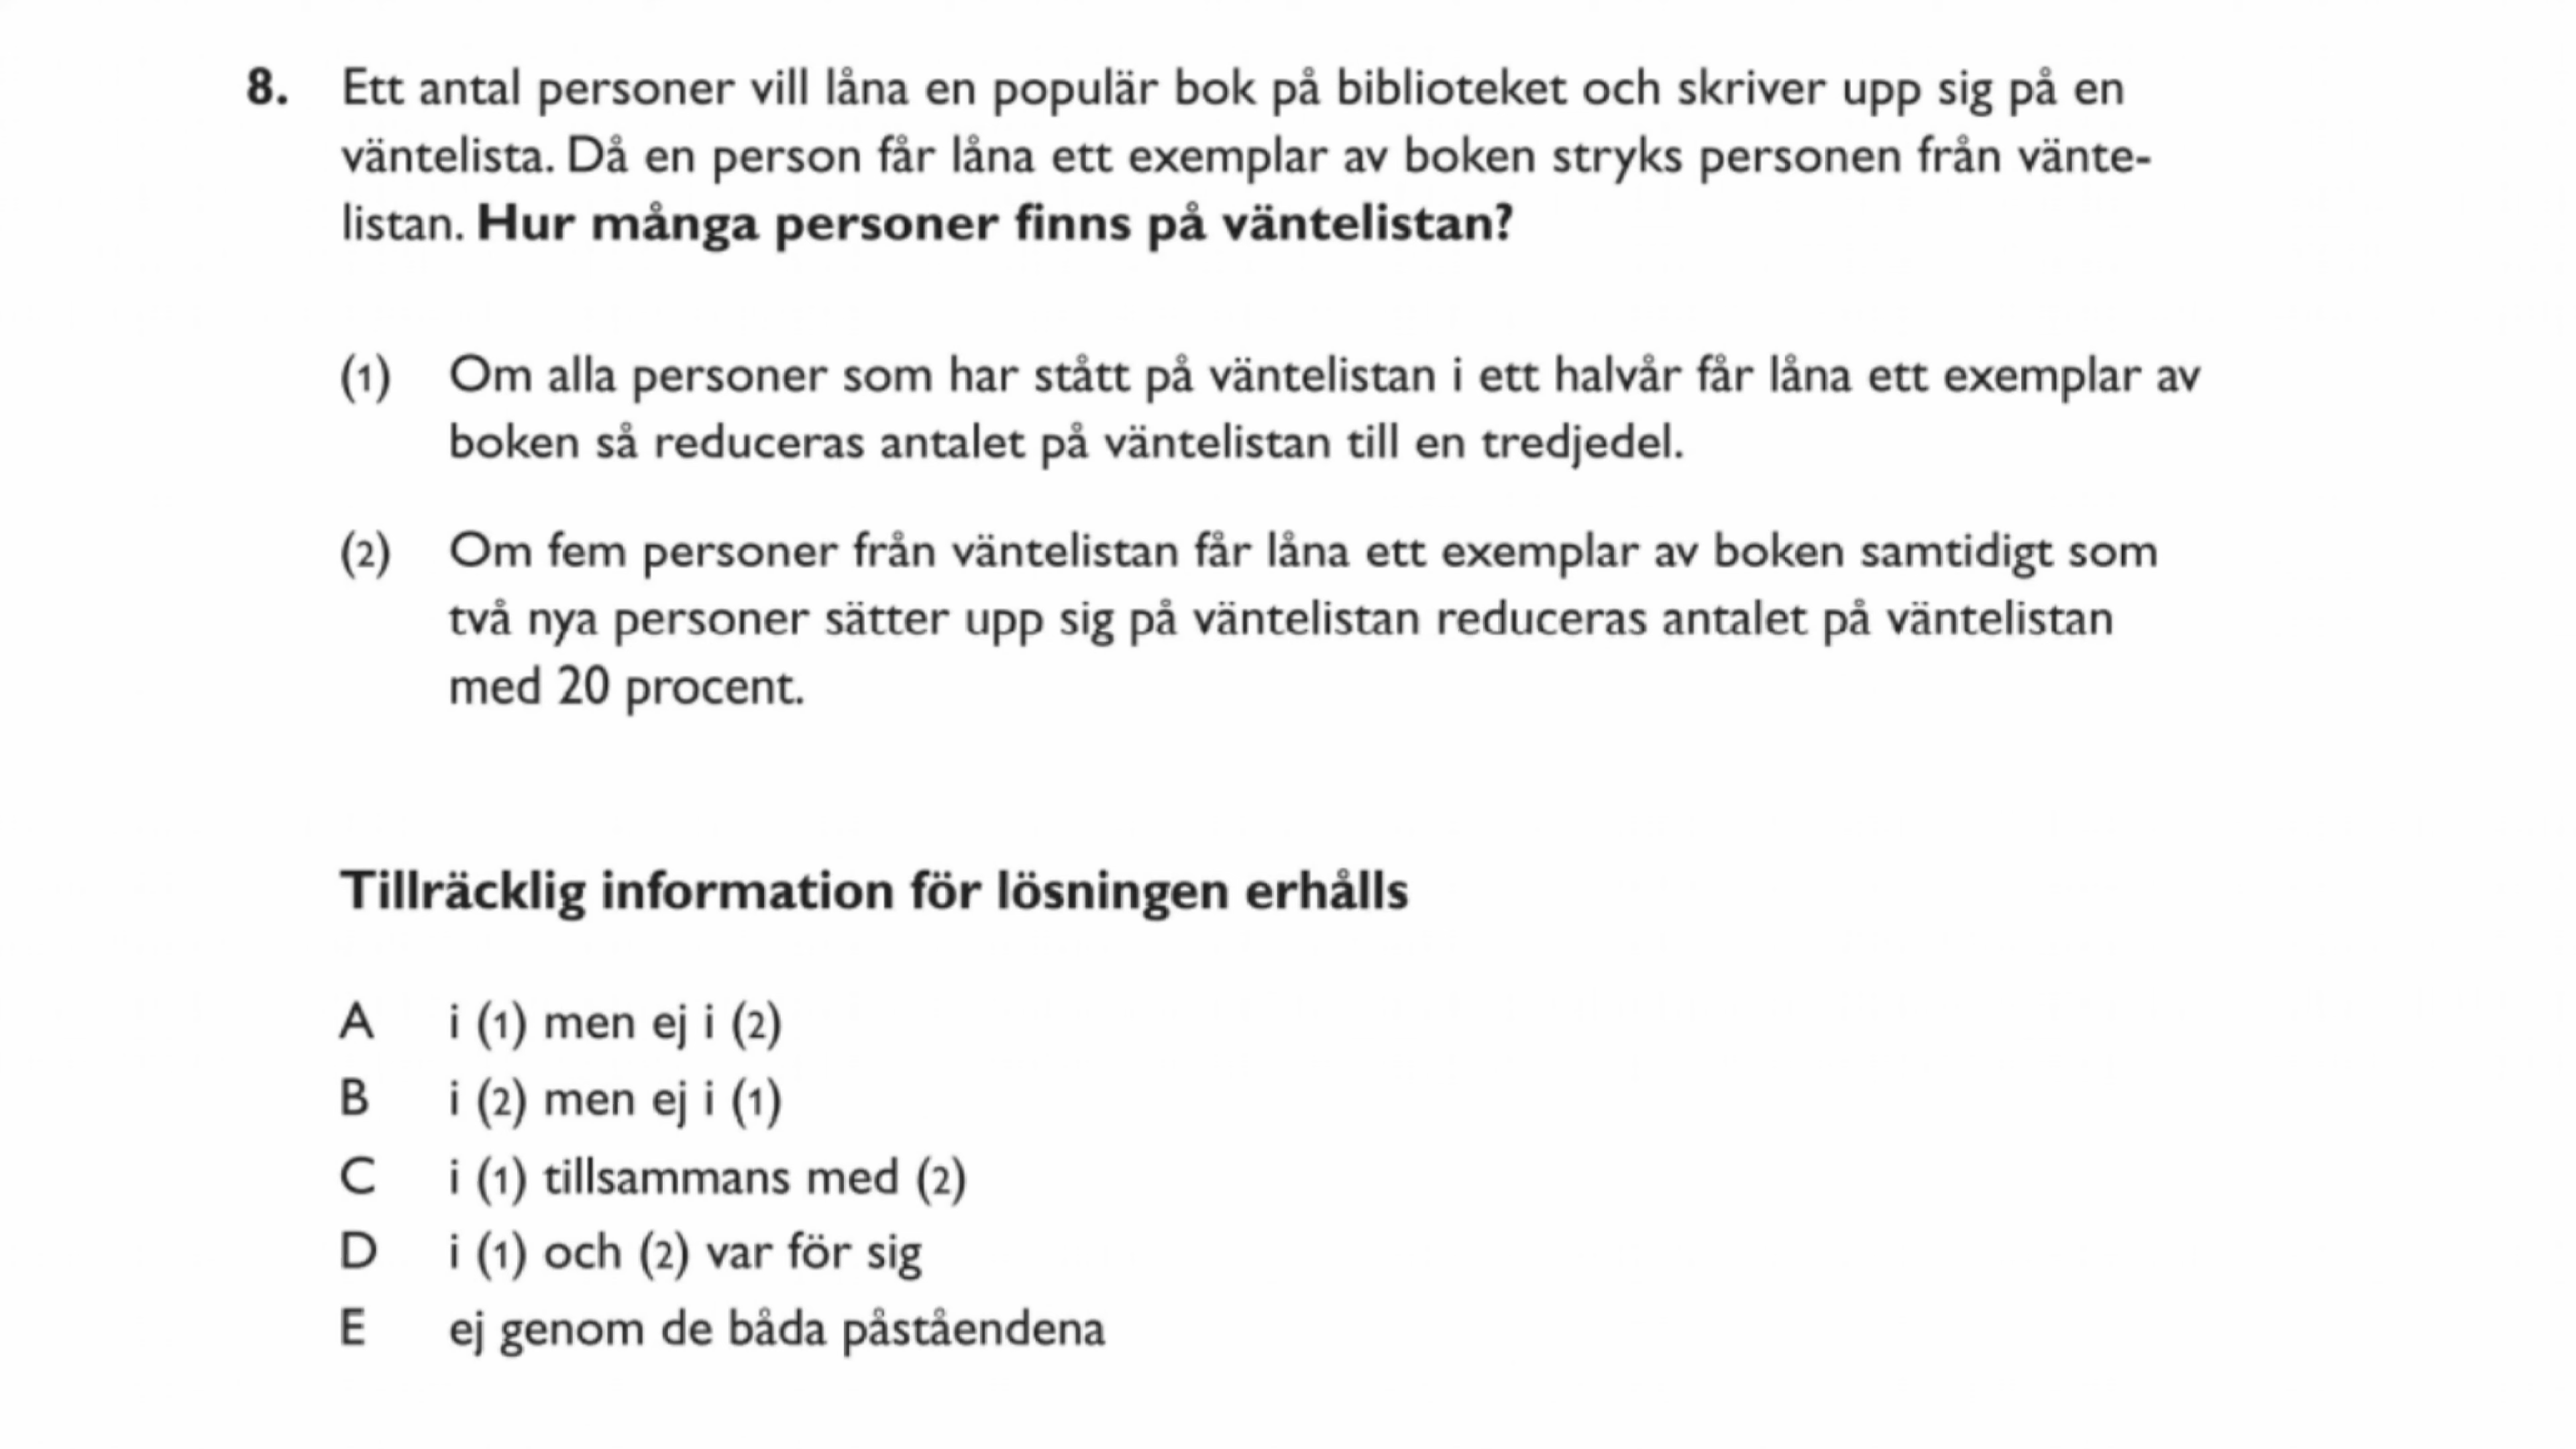 8. Ett antal personer vill låna en populär bok på biblioteket och skriver upp sig på en
väntelista. Då en person får låna ett exemplar av boken stryks personen från vänte-
listan. Hur många personer finns på väntelistan?
(1) Om alla personer som har stått på väntelistan i ett halvår får låna ett exemplar av
boken så reduceras antalet på väntelistan till en tredjedel.
(2) Om fem personer från väntelistan får låna ett exemplar av boken samtidigt som
två nya personer sätter upp sig på väntelistan reduceras antalet på väntelistan
med 20 procent.
Tillräcklig information för lösningen erhålls
A i (1) men ej i (2)
B i (2) men ej i (1)
C i (1) tillsammans med (2)
D i (1) och (2) var för sig
E ej genom de båda påståendena